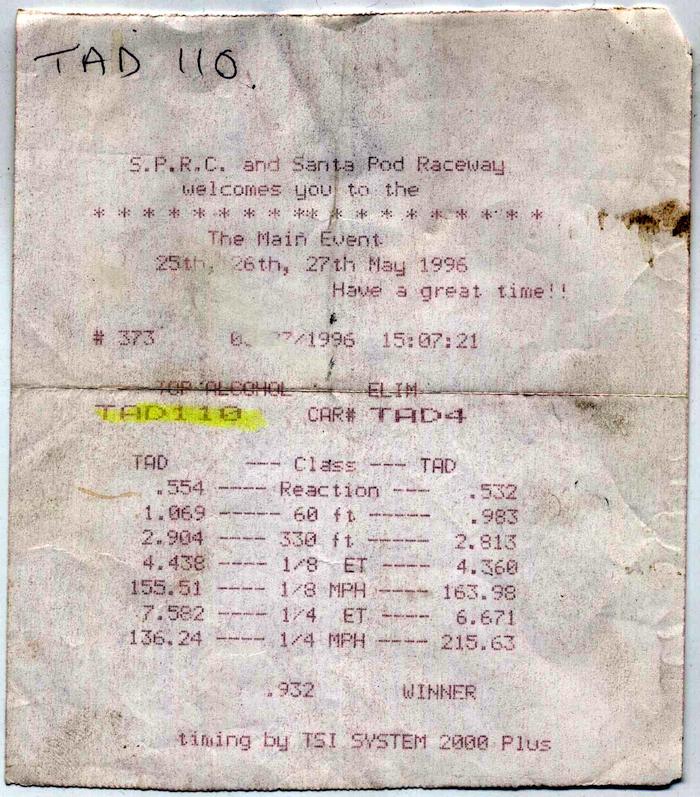 TAD 110
S.P.R.C. and Santa Pod Raceway
welcomes you to the
* * * * * * * * ** * * * * * * * * *
The Main Event
25th, 26th, 27th May 1996
Have a great time!!
# 373 0 27/1996 15:07:21
TOP ALCOHOL ELIM
TAD110 CAR# TAD4
TAD --- Class --- TAD
.554 ---- Reaction --- .532
1.069 ----- 60 ft ----- .983
2.904 ---- 330 ft ---- 2.813
4.438 ---- 1/8 ET ---- 4.360
155.51 ---- 1/8 MPH ---- 163.98
7.582 ---- 1/4 ET ---- 6.671
136.24 ---- 1/4 MPH ---- 215.63
.932 WINNER
timing by TSI SYSTEM 2000 Plus